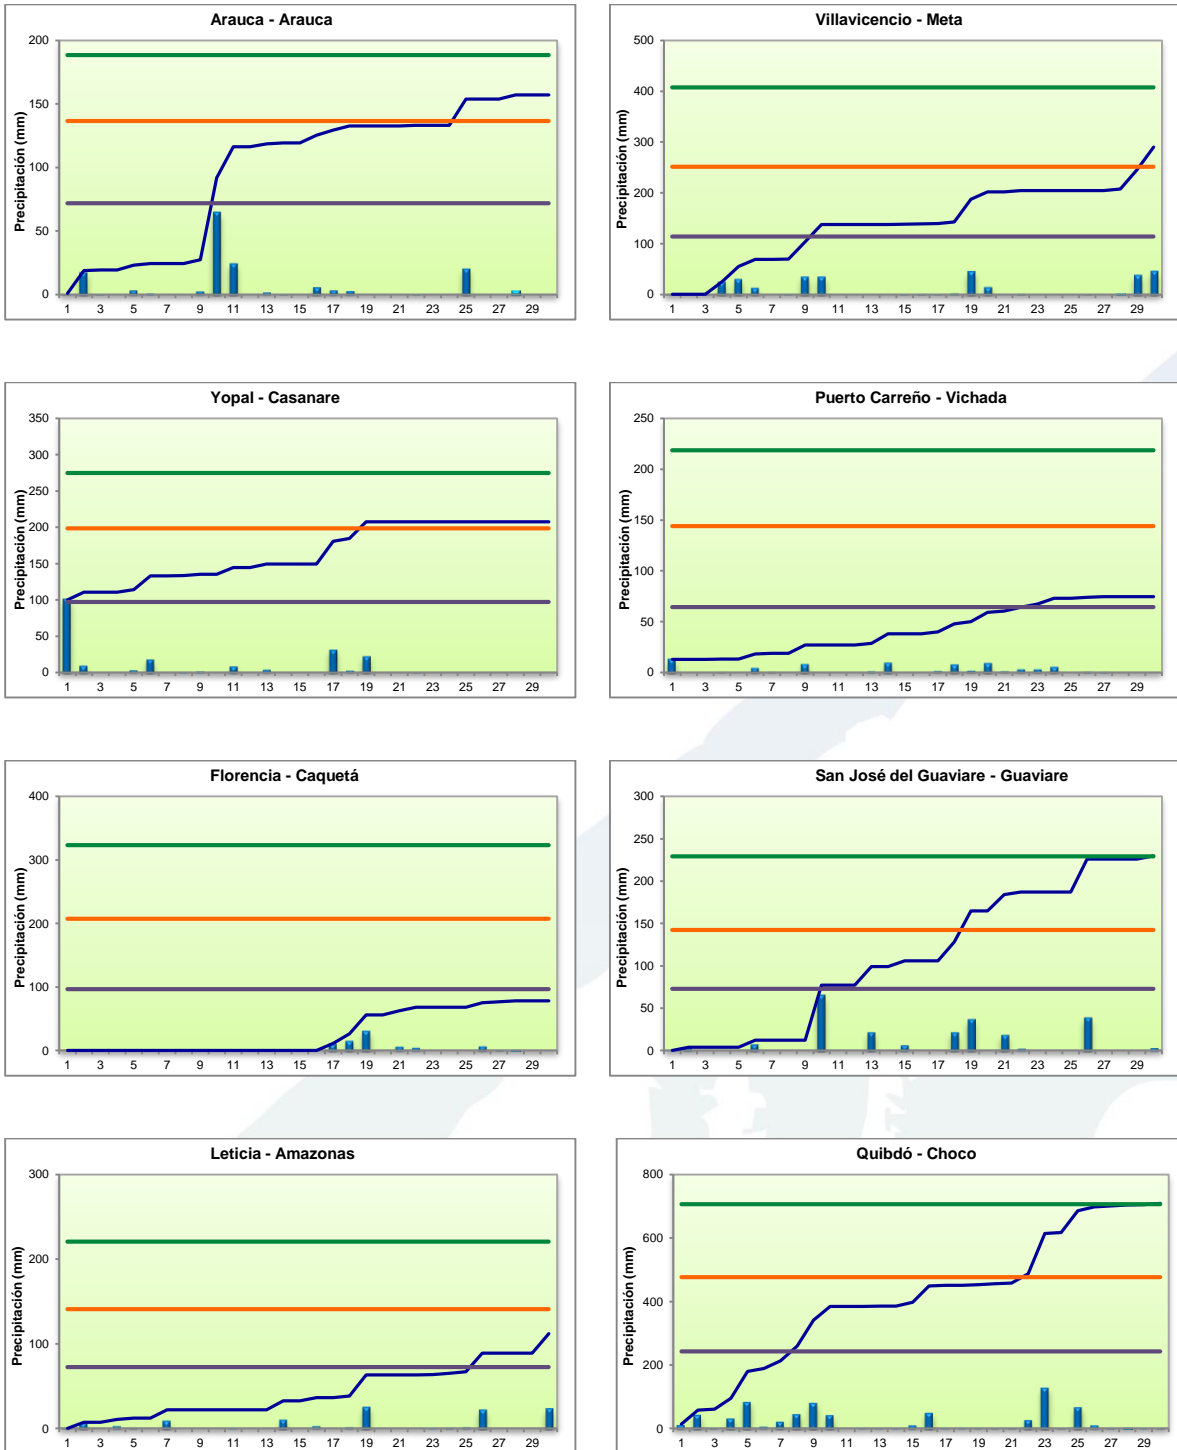 Arauca - Arauca
Precipitación (mm)
200
150
100
50
0
1 3 5 7 9 11 13 15 17 19 21 23 25 27 29
Villavicencio - Meta
Precipitación (mm)
500
400
300
200
100
0
1 3 5 7 9 11 13 15 17 19 21 23 25 27 29
Yopal - Casanare
Precipitación (mm)
350
300
250
200
150
100
50
0
1 3 5 7 9 11 13 15 17 19 21 23 25 27 29
Puerto Carreño - Vichada
Precipitación (mm)
250
200
150
100
50
0
1 3 5 7 9 11 13 15 17 19 21 23 25 27 29
Florencia - Caquetá
Precipitación (mm)
400
300
200
100
0
1 3 5 7 9 11 13 15 17 19 21 23 25 27 29
San José del Guaviare - Guaviare
Precipitación (mm)
300
250
200
150
100
50
0
1 3 5 7 9 11 13 15 17 19 21 23 25 27 29
Leticia - Amazonas
Precipitación (mm)
300
200
100
0
1 3 5 7 9 11 13 15 17 19 21 23 25 27 29
Quibdó - Choco
Precipitación (mm)
800
600
400
200
0
1 3 5 7 9 11 13 15 17 19 21 23 25 27 29